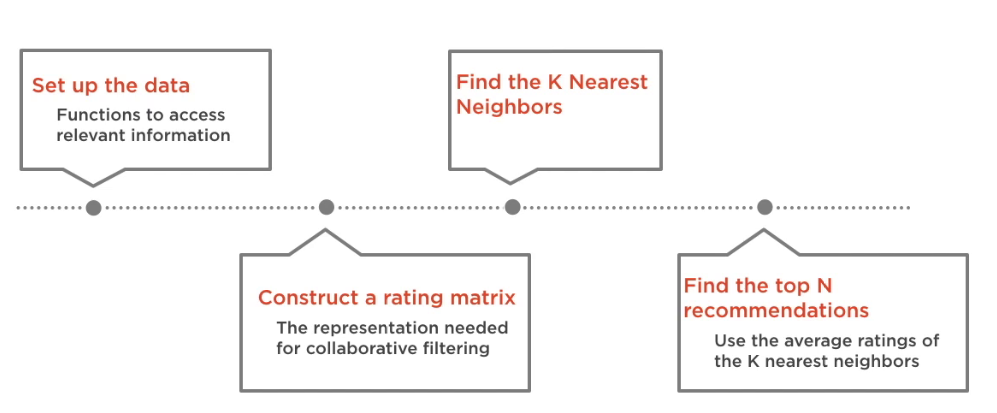 Set up the data
Functions to access
relevant information
Construct a rating matrix
The representation needed
for collaborative filtering
Find the K Nearest
Neighbors
Find the top N
recommendations
Use the average ratings of
the K nearest neighbors